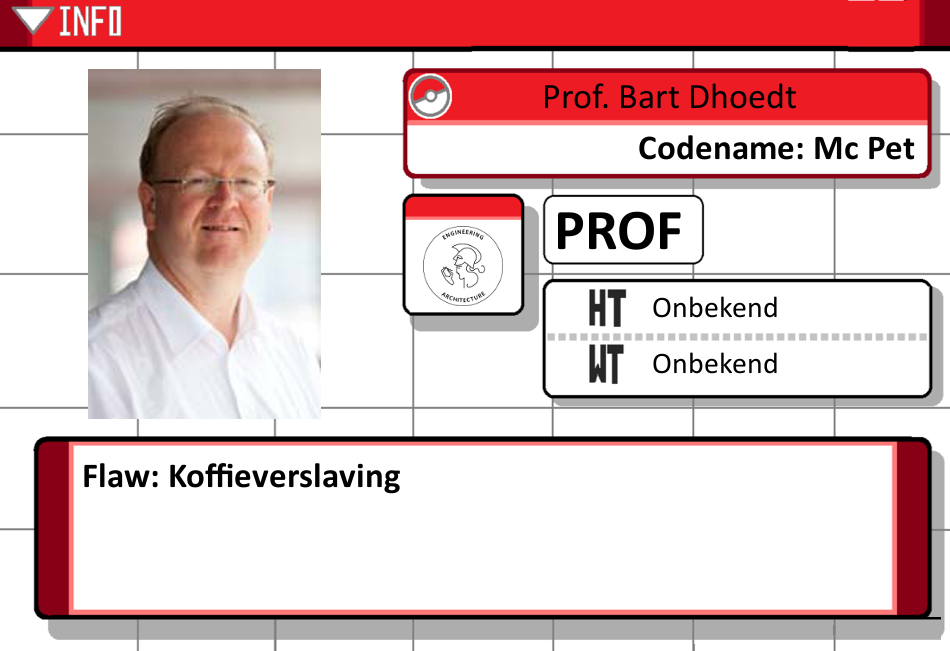 INFO
Prof. Bart Dhoedt
Codename: Mc Pet
ENGINEERING
ARCHITECTURE
PROF
HT Onbekend
WT Onbekend
Flaw: Koffieverslaving